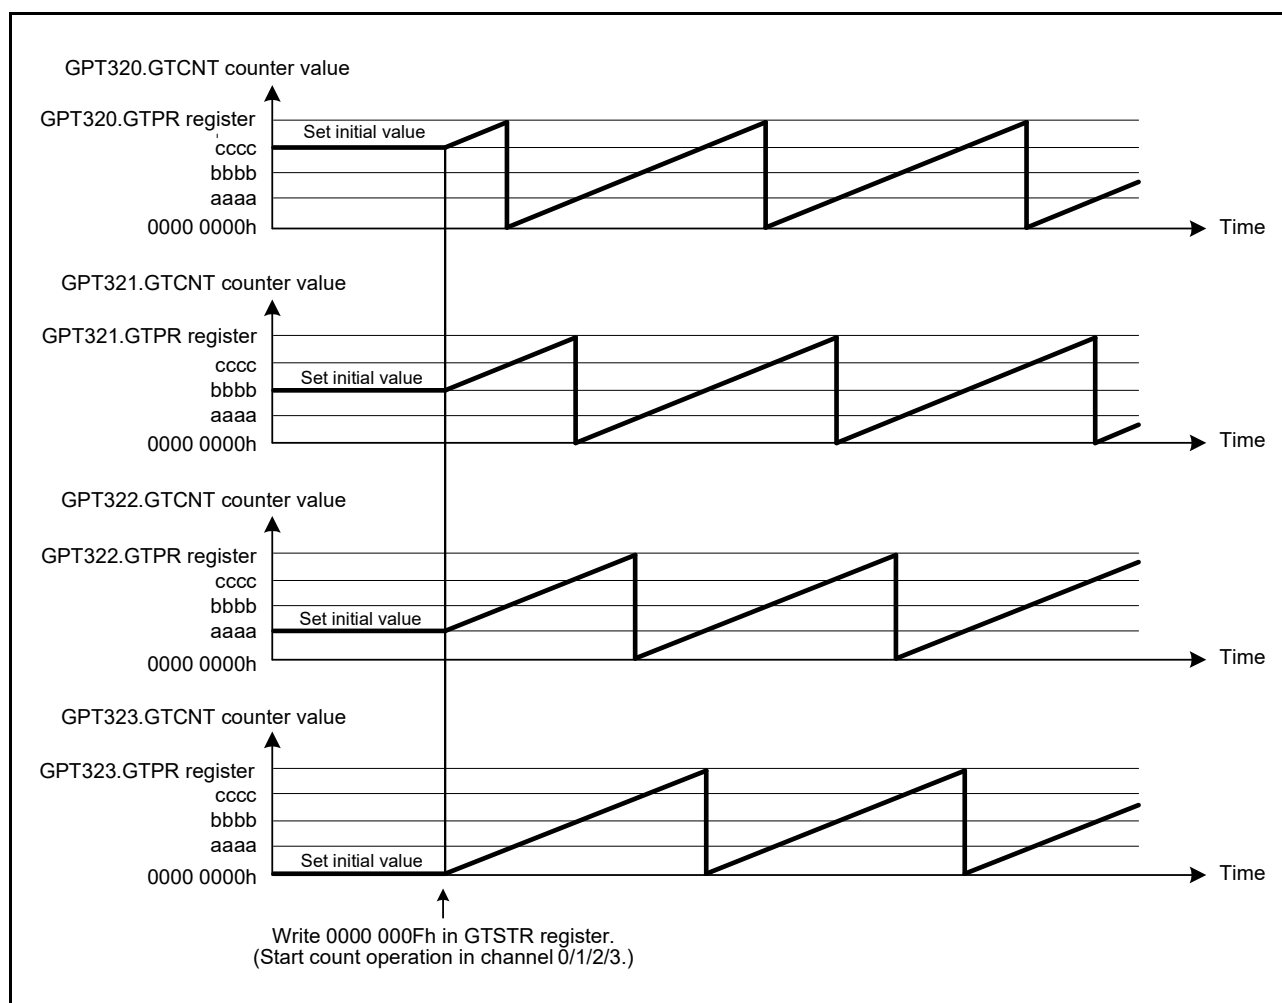 GPT320.GTCNT counter value
GPT320.GTPR register
Set initial value
cccc
bbbb
aaaa
0000 0000h
Time
GPT321.GTCNT counter value
GPT321.GTPR register
cccc
Set initial value
bbbb
aaaa
0000 0000h
Time
GPT322.GTCNT counter value
GPT322.GTPR register
cccc
bbbb
Set initial value
aaaa
0000 0000h
Time
GPT323.GTCNT counter value
GPT323.GTPR register
cccc
bbbb
aaaa
Set initial value
0000 0000h
Time
Write 0000 000Fh in GTSTR register.
(Start count operation in channel 0/1/2/3.)